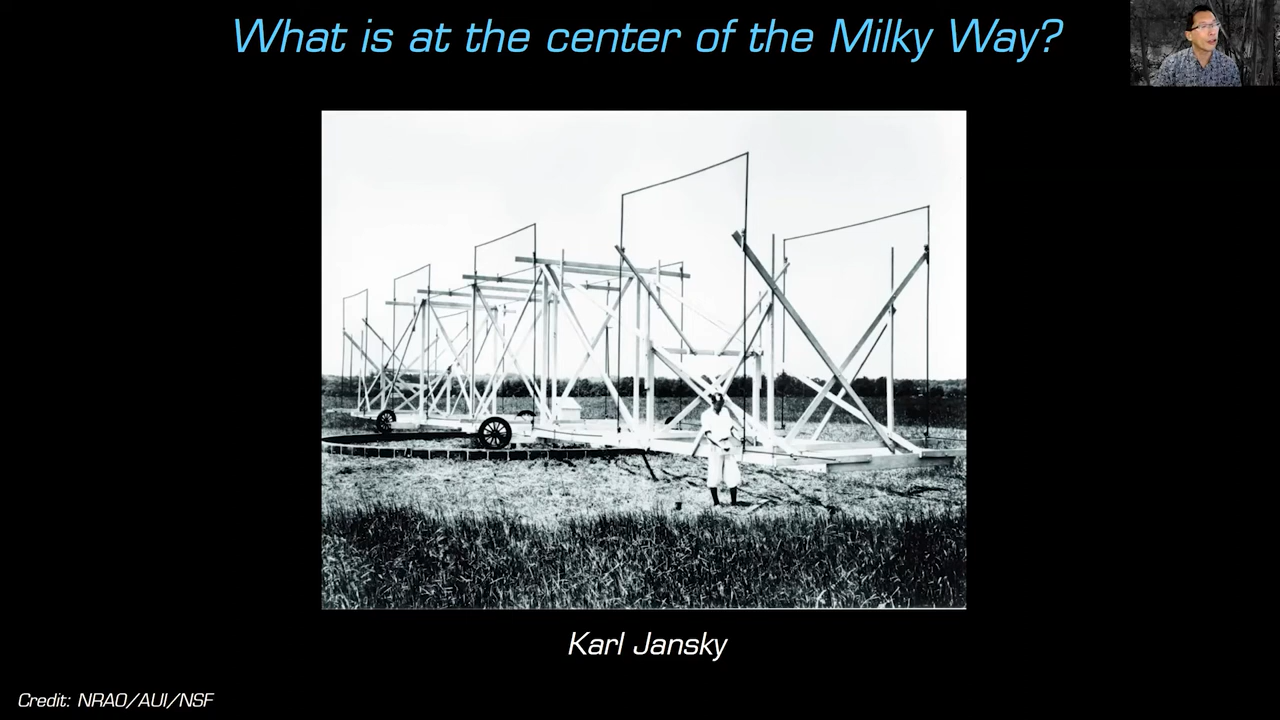 What is at the center of the Milky Way?
Karl Jansky
Credit: NRAO/AUI/NSF